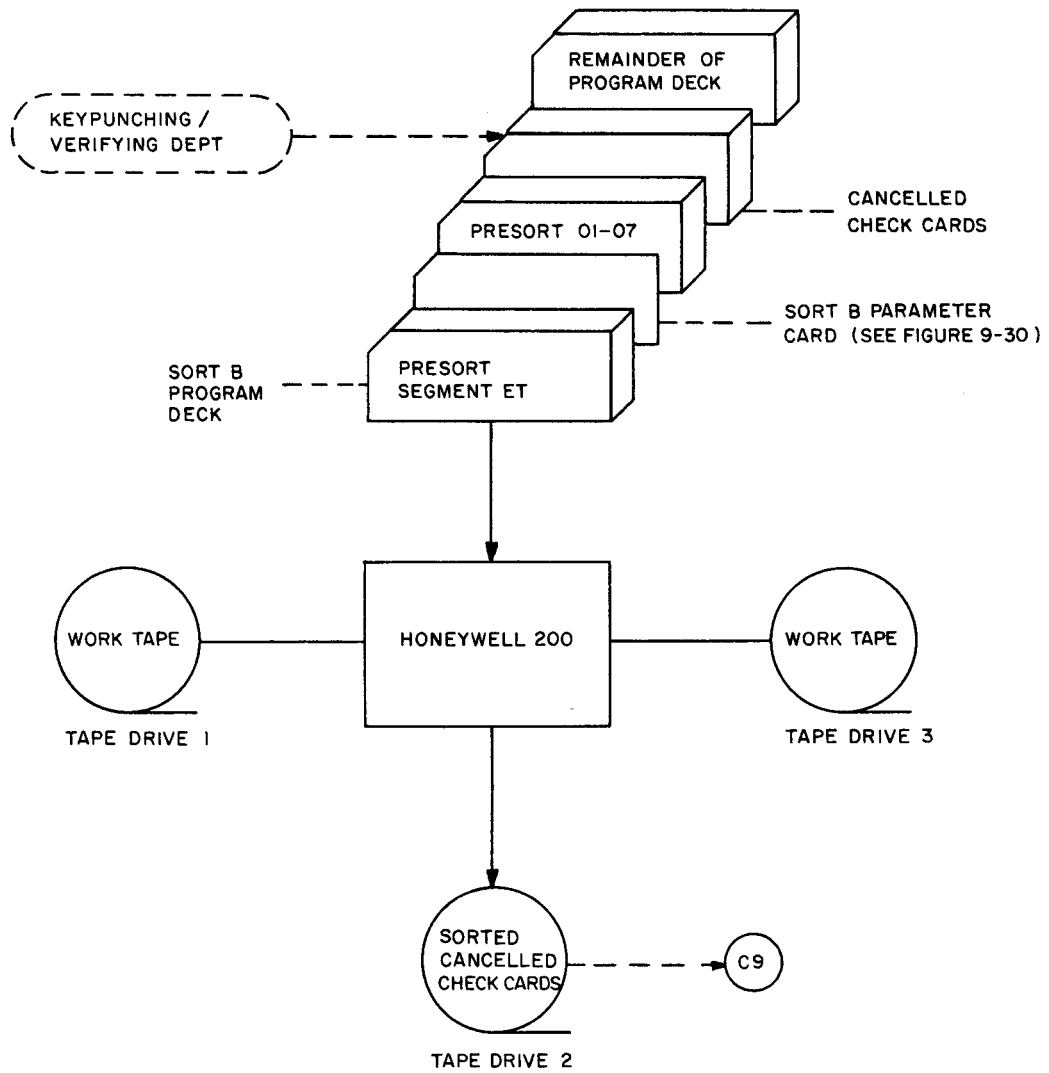 REMAINDER OF
PROGRAM DECK
KEYPUNCHING /
VERIFYING DEPT
CANCELLED
CHECK CARDS
PRESORT 01-07
SORT B PARAMETER
CARD (SEE FIGURE 9-30)
SORT B
PROGRAM
DECK
PRESORT
SEGMENT ET
WORK TAPE
HONEYWELL 200
WORK TAPE
TAPE DRIVE 1
TAPE DRIVE 3
SORTED
CANCELLED
CHECK CARDS
C9
TAPE DRIVE 2